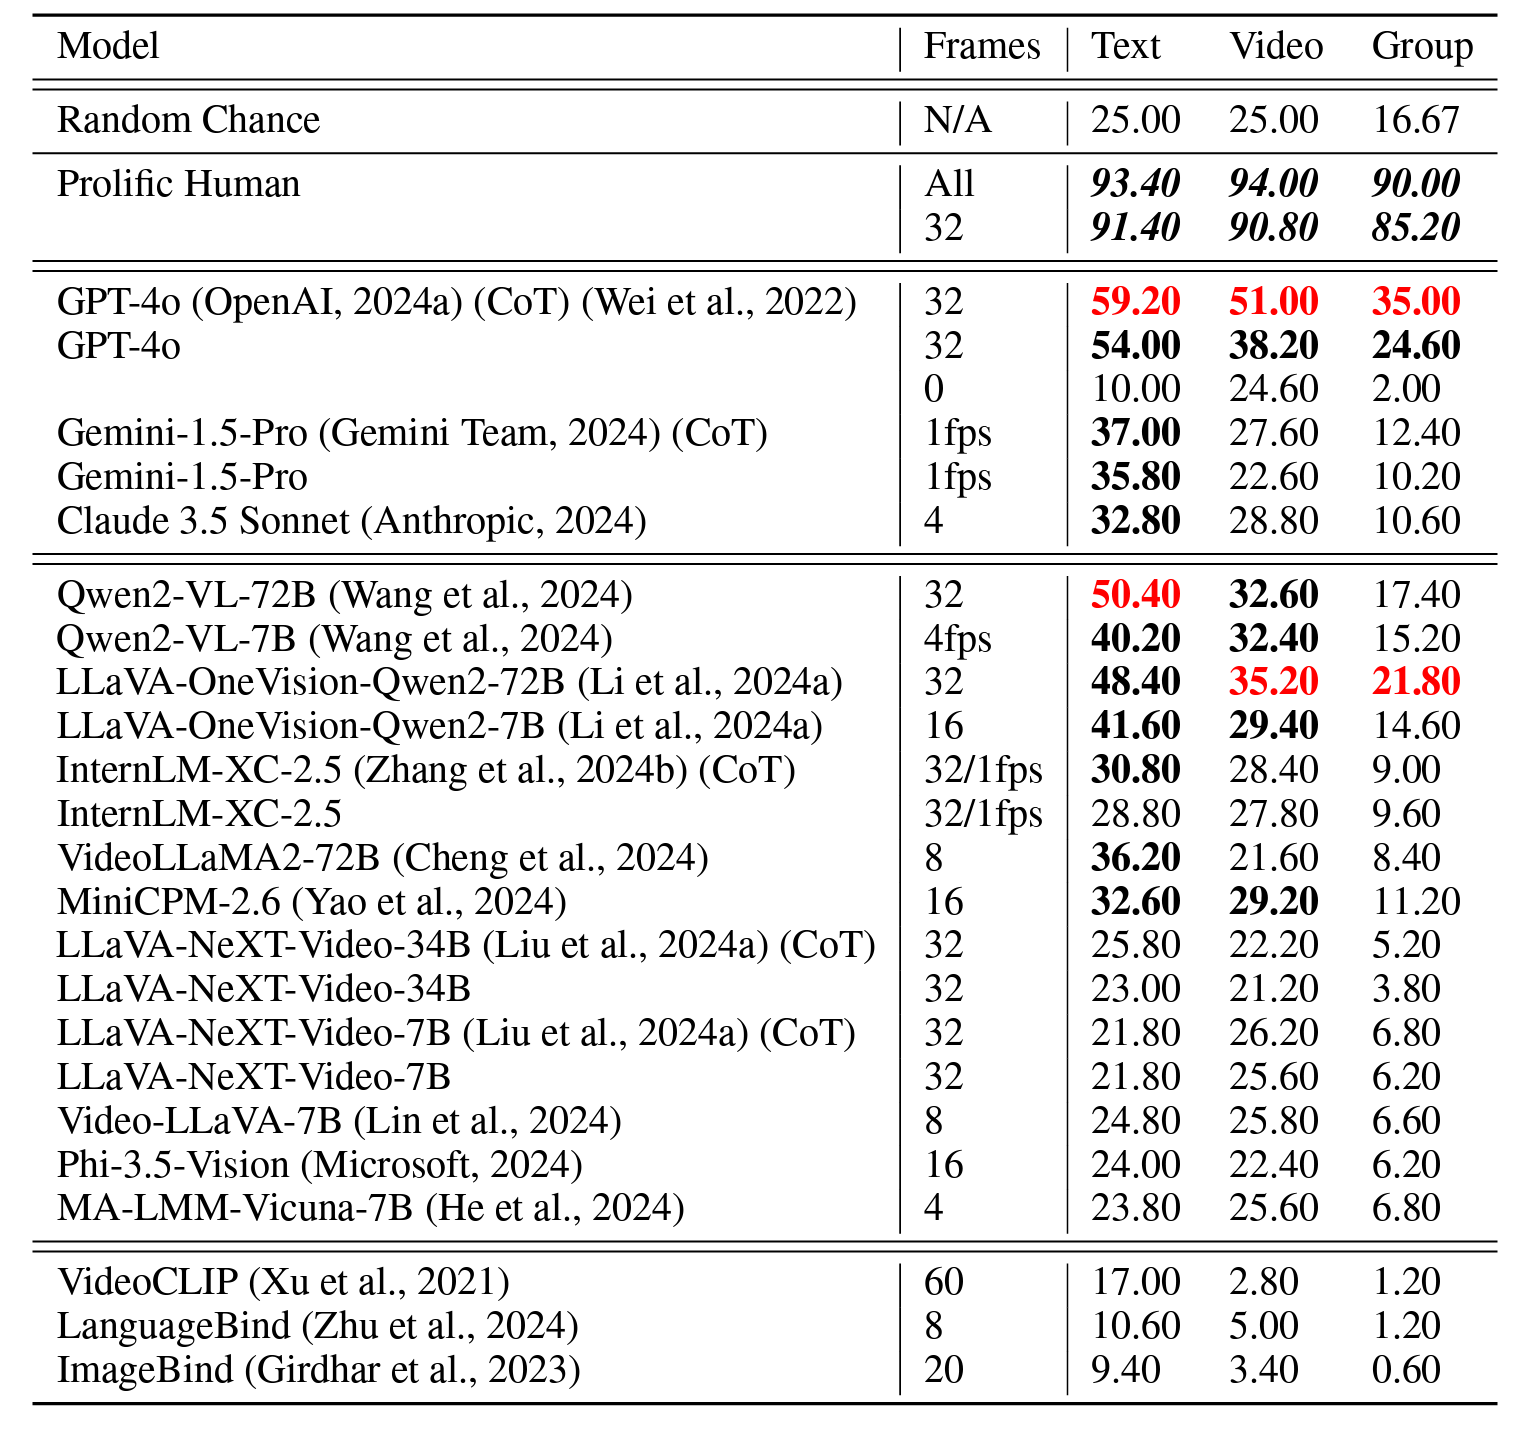 Model Frames Text Video Group
Random Chance N/A 25.00 25.00 16.67
Prolific Human All 93.40 94.00 90.00
32 91.40 90.80 85.20
GPT-4o (OpenAI, 2024a) (CoT) (Wei et al., 2022) 32 59.20 51.00 35.00
GPT-4o 32 54.00 38.20 24.60
0 10.00 24.60 2.00
Gemini-1.5-Pro (Gemini Team, 2024) (CoT) 1fps 37.00 27.60 12.40
Gemini-1.5-Pro 1fps 35.80 22.60 10.20
Claude 3.5 Sonnet (Anthropic, 2024) 4 32.80 28.80 10.60
Qwen2-VL-72B (Wang et al., 2024) 32 50.40 32.60 17.40
Qwen2-VL-7B (Wang et al., 2024) 4fps 40.20 32.40 15.20
LLaVA-OneVision-Qwen2-72B (Li et al., 2024a) 32 48.40 35.20 21.80
LLaVA-OneVision-Qwen2-7B (Li et al., 2024a) 16 41.60 29.40 14.60
InternLM-XC-2.5 (Zhang et al., 2024b) (CoT) 32/1fps 30.80 28.40 9.00
InternLM-XC-2.5 32/1fps 28.80 27.80 9.60
VideoLLaMA2-72B (Cheng et al., 2024) 8 36.20 21.60 8.40
MiniCPM-2.6 (Yao et al., 2024) 16 32.60 29.20 11.20
LLaVA-NeXT-Video-34B (Liu et al., 2024a) (CoT) 32 25.80 22.20 5.20
LLaVA-NeXT-Video-34B 32 23.00 21.20 3.80
LLaVA-NeXT-Video-7B (Liu et al., 2024a) (CoT) 32 21.80 26.20 6.80
LLaVA-NeXT-Video-7B 32 21.80 25.60 6.20
Video-LLaVA-7B (Lin et al., 2024) 8 24.80 25.80 6.60
Phi-3.5-Vision (Microsoft, 2024) 16 24.00 22.40 6.20
MA-LMM-Vicuna-7B (He et al., 2024) 4 23.80 25.60 6.80
VideoCLIP (Xu et al., 2021) 60 17.00 2.80 1.20
LanguageBind (Zhu et al., 2024) 8 10.60 5.00 1.20
ImageBind (Girdhar et al., 2023) 20 9.40 3.40 0.60